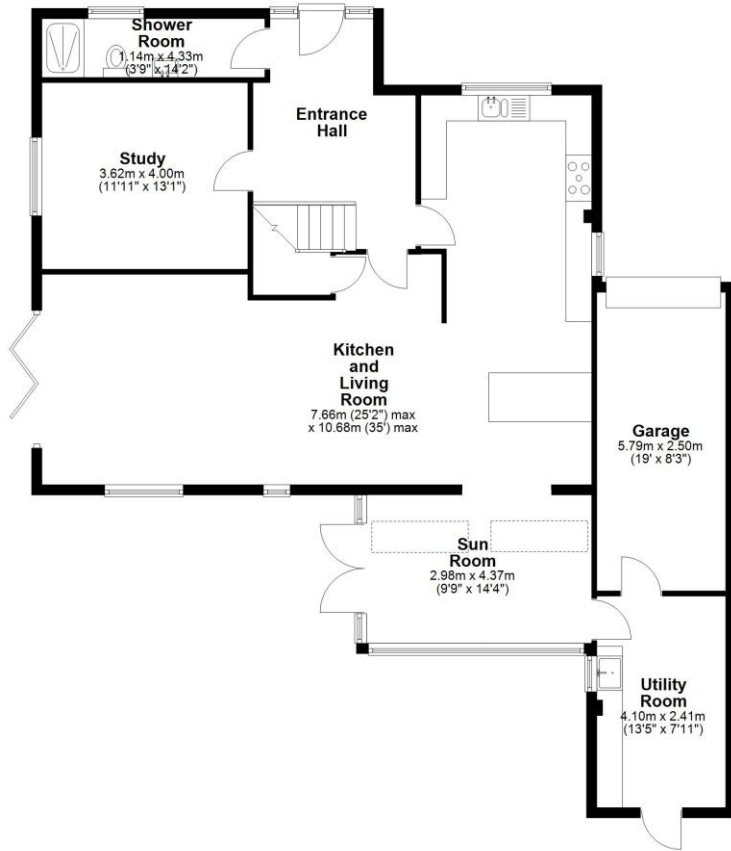 Shower
Room
1.14m x 4.33m
(3'9" x 14'2")
Entrance
Hall
Study
3.62m x 4.00m
(11'11" x 13'1")
Kitchen
and
Living
Room
7.66m (25'2") max
x 10.68m (35') max
Garage
5.79m x 2.50m
(19' x 8'3")
Sun
Room
2.98m x 4.37m
(9'9" x 14'4")
Utility
Room
4.10m x 2.41m
(13'5" x 7'11")